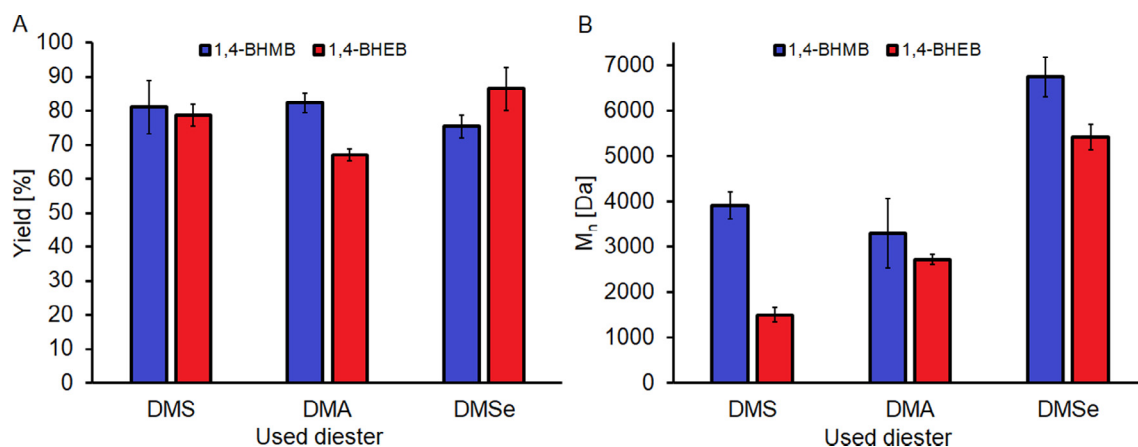 A
1,4-BHMB 1,4-BHEB
Yield [%]
100
90
80
70
60
50
40
30
20
10
0
DMS DMA DMSe
Used diester
B
1,4-BHMB 1,4-BHEB
Mn [Da]
7000
6000
5000
4000
3000
2000
1000
0
DMS DMA DMSe
Used diester